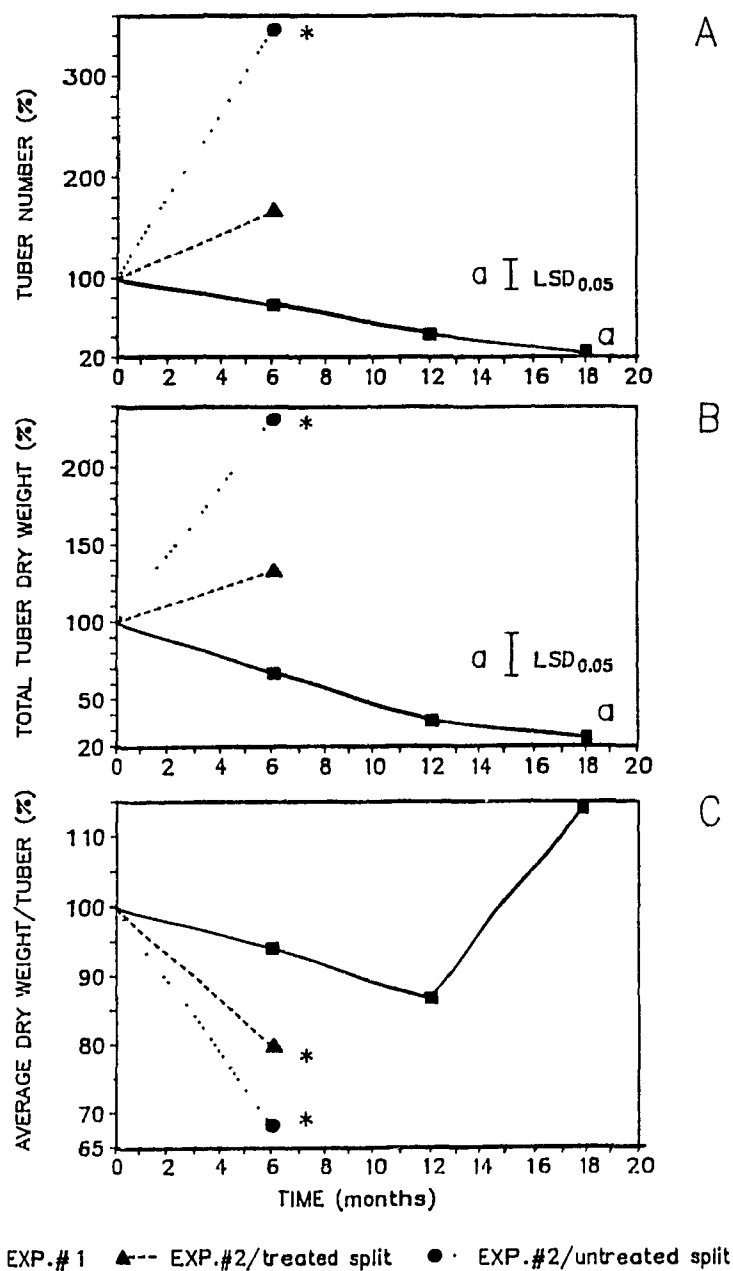 A
TUBER NUMBER (%)
300
200
100
20
*
a LSD0.05
a
0 2 4 6 8 10 12 14 16 18 20
B
TOTAL TUBER DRY WEIGHT (%)
200
150
100
50
20
*
a LSD0.05
a
0 2 4 6 8 10 12 14 16 18 20
C
AVERAGE DRY WEIGHT/TUBER (%)
110
100
90
80
70
65
*
*
0 2 4 6 8 10 12 14 16 18 20
TIME (months)
EXP.#1 EXP.#2/treated split EXP.#2/untreated split